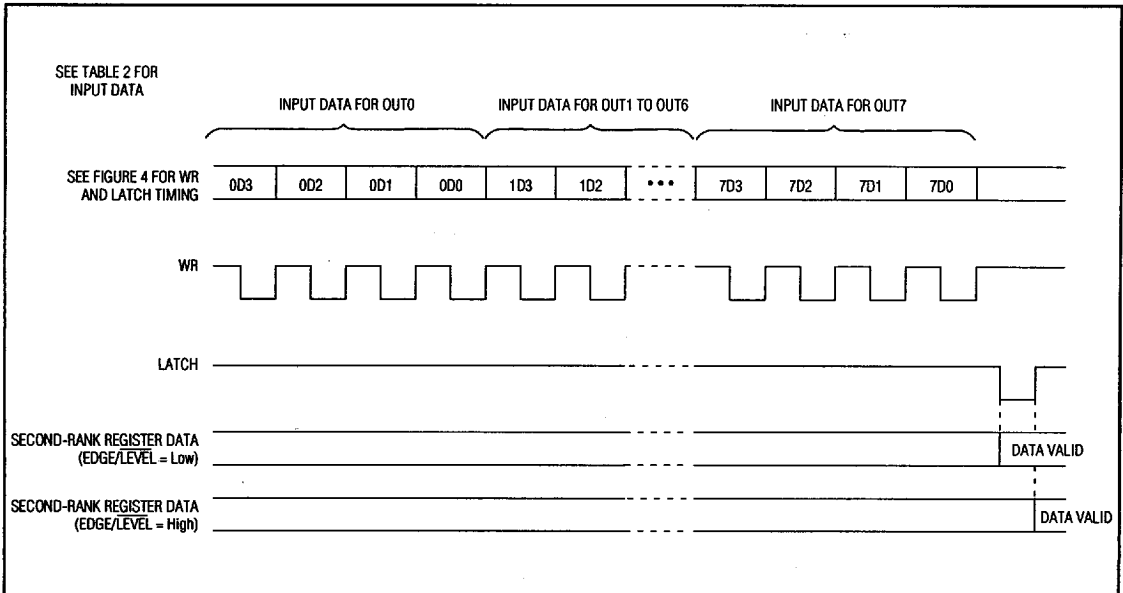 SEE TABLE 2 FOR
INPUT DATA
INPUT DATA FOR OUT0
INPUT DATA FOR OUT1 TO OUT6
INPUT DATA FOR OUT7
SEE FIGURE 4 FOR WR
AND LATCH TIMING
0D3 0D2 0D1 0D0 1D3 1D2 ••• 7D3 7D2 7D1 7D0
WR
LATCH
SECOND-RANK REGISTER DATA
(EDGE/L̅E̅V̅E̅L̅ = Low)
DATA VALID
SECOND-RANK REGISTER DATA
(EDGE/L̅E̅V̅E̅L̅ = High)
DATA VALID